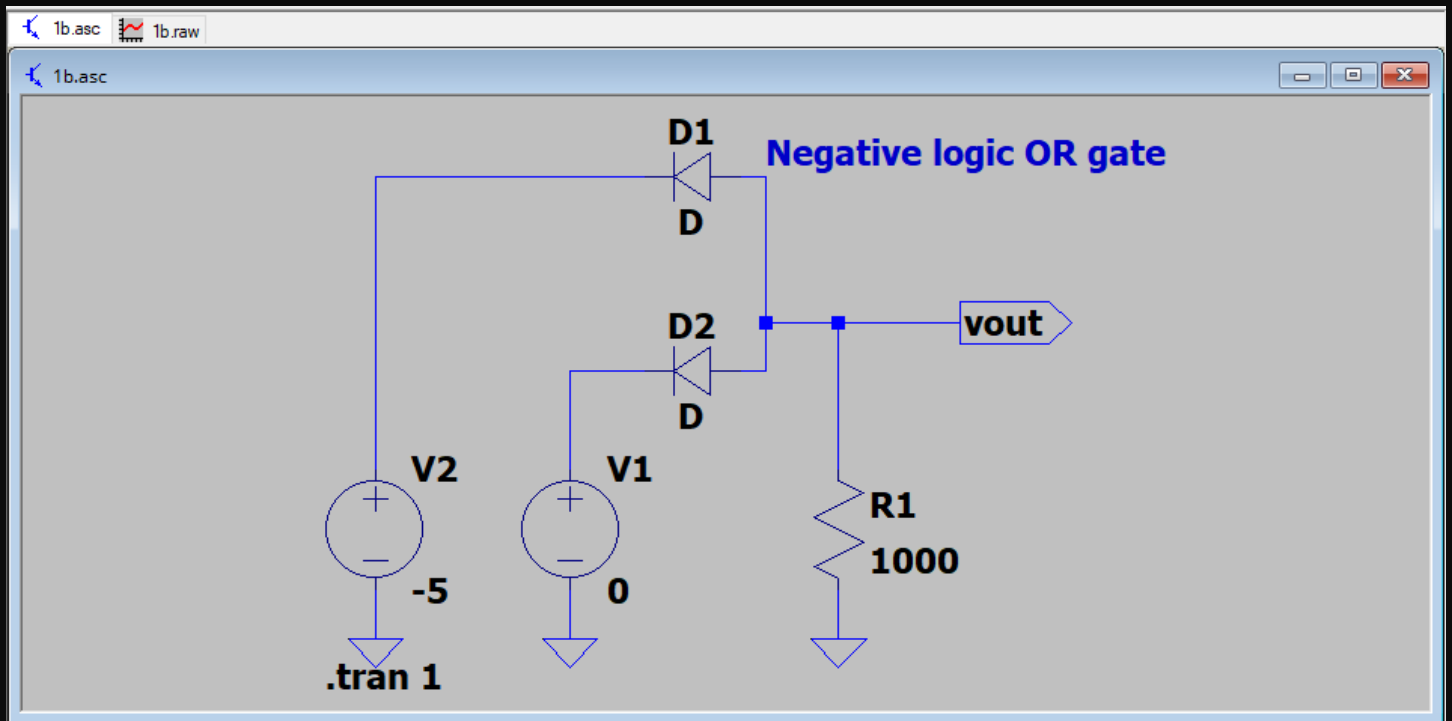 1b.asc 1b.raw
1b.asc
D1
Negative logic OR gate
D
D2
vout
D
V2
V1
R1
1000
-5
0
.tran 1